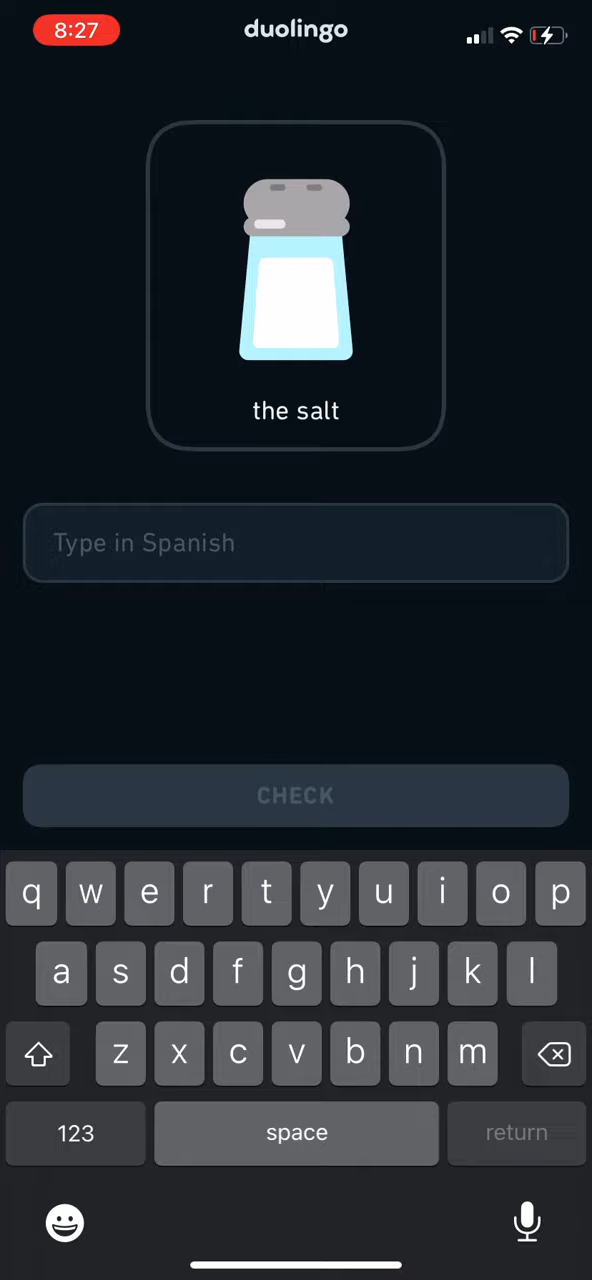 8:27
duolingo
the salt
Type in Spanish
CHECK
q w e r t y u i o p
a s d f g h j k l
z x c v b n m
123 space return